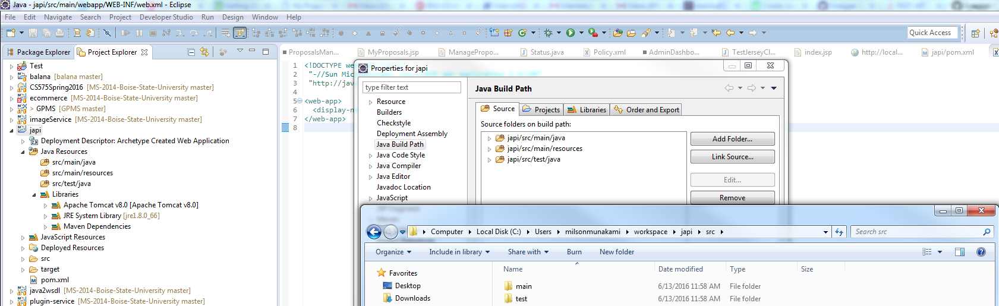 Java - japi/src/main/webapp/WEB-INF/web.xml - Eclipse
File Edit Navigate Search Project Developer Studio Run Design Window Help
Quick Access
Package Explorer Project Explorer
Test
balana [balana master]
CS575Spring2016 [MS-2014-Boise-State-University master]
ecommerce [MS-2014-Boise-State-University master]
> GPMS [GPMS master]
imageService [MS-2014-Boise-State-University master]
japi
Deployment Descriptor: Archetype Created Web Application
Java Resources
src/main/java
src/main/resources
src/test/java
Libraries
Apache Tomcat v8.0 [Apache Tomcat v8.0]
JRE System Library [jre1.8.0_66]
Maven Dependencies
JavaScript Resources
Deployed Resources
src
target
pom.xml
java2wsdl [MS-2014-Boise-State-University master]
plugin-service [MS-2014-Boise-State-University master]
ProposalsMan... MyProposals.jsp ManagePropo... Status.java Policy.xml AdminDashbo... TestJerseyCl... index.jsp http://local... japi/pom.xml
1 <!DOCTYPE we
2 "-//Sun Mic
3 "http://jav
4
5 <web-app>
6 <display-n
7 </web-app>
8
Properties for japi
type filter text
Resource
Builders
Checkstyle
Deployment Assembly
Java Build Path
Java Code Style
Java Compiler
Java Editor
Javadoc Location
JavaScript
Java Build Path
Source Projects Libraries Order and Export
Source folders on build path:
japi/src/main/java
japi/src/main/resources
japi/src/test/java
Add Folder...
Link Source...
Edit...
Remove
Computer Local Disk (C:) Users milsonmunakami workspace japi src
Search src
Organize Include in library Share with Burn New folder
Favorites
Desktop
Downloads
Name Date modified Type Size
main 6/13/2016 11:58 AM File folder
test 6/13/2016 11:58 AM File folder